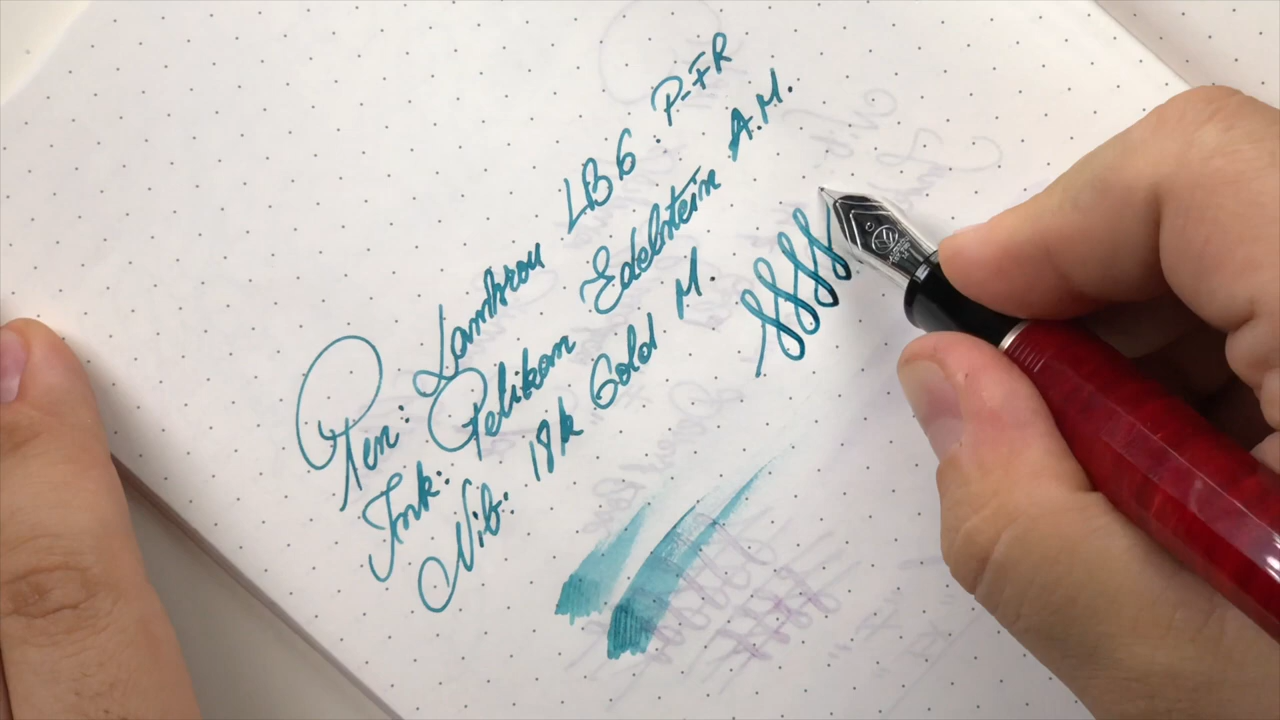 Pen: Lambrou LB6: P-FR
Ink: Pelikan Edelstein A.M.
Nib: 18k Gold M.